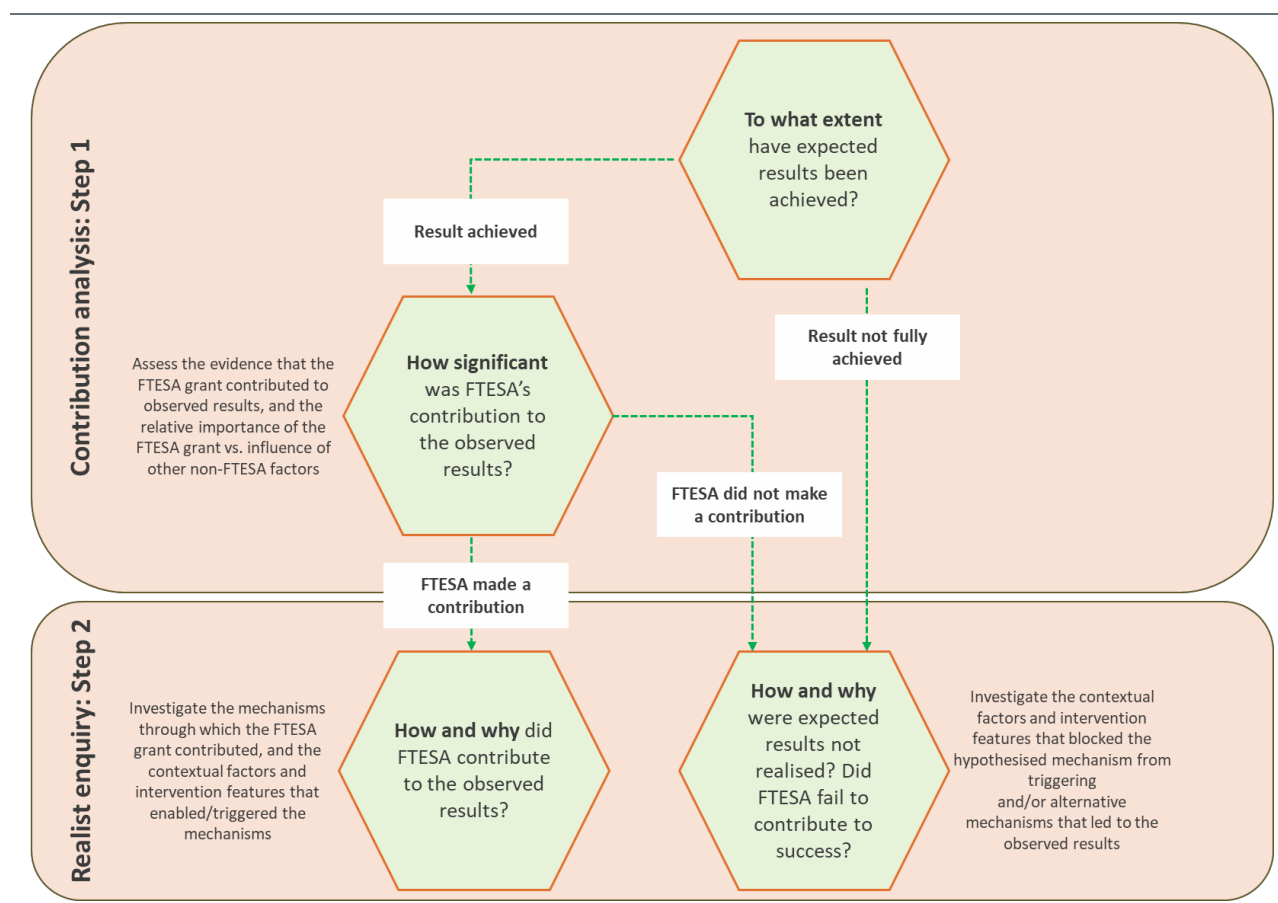 Contribution analysis: Step 1
To what extent
have expected
results been
achieved?
Result achieved
Result not fully
achieved
Assess the evidence that the
FTESA grant contributed to
observed results, and the
relative importance of the
FTESA grant vs. influence of
other non-FTESA factors
How significant
was FTESA’s
contribution to
the observed
results?
FTESA did not make
a contribution
FTESA made a
contribution
Realist enquiry: Step 2
Investigate the mechanisms
through which the FTESA
grant contributed, and the
contextual factors and
intervention features that
enabled/triggered the
mechanisms
How and why did
FTESA contribute
to the observed
results?
How and why
were expected
results not
realised? Did
FTESA fail to
contribute to
success?
Investigate the contextual
factors and intervention
features that blocked the
hypothesised mechanism from
triggering
and/or alternative
mechanisms that led to the
observed results